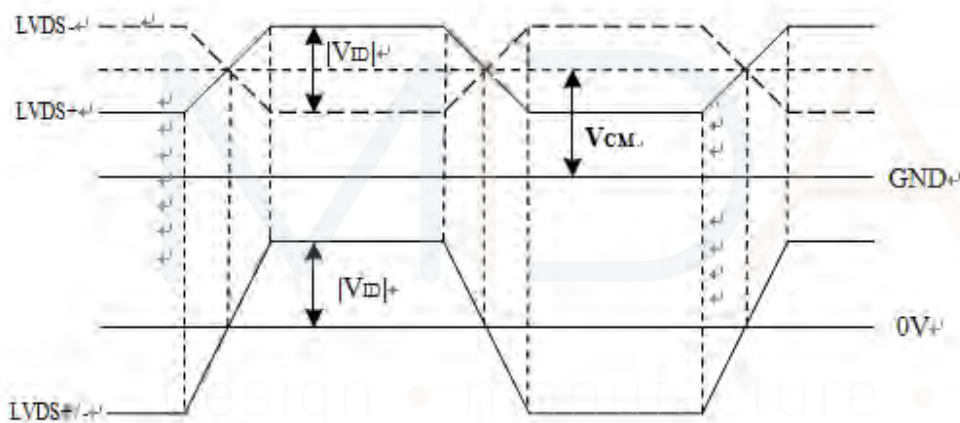 LVDS-↵ ↵
|VID|↵
LVDS+↵
VCM
GND↵
|VID|
0V↵
LVDS+/-↵
design • manufacture •